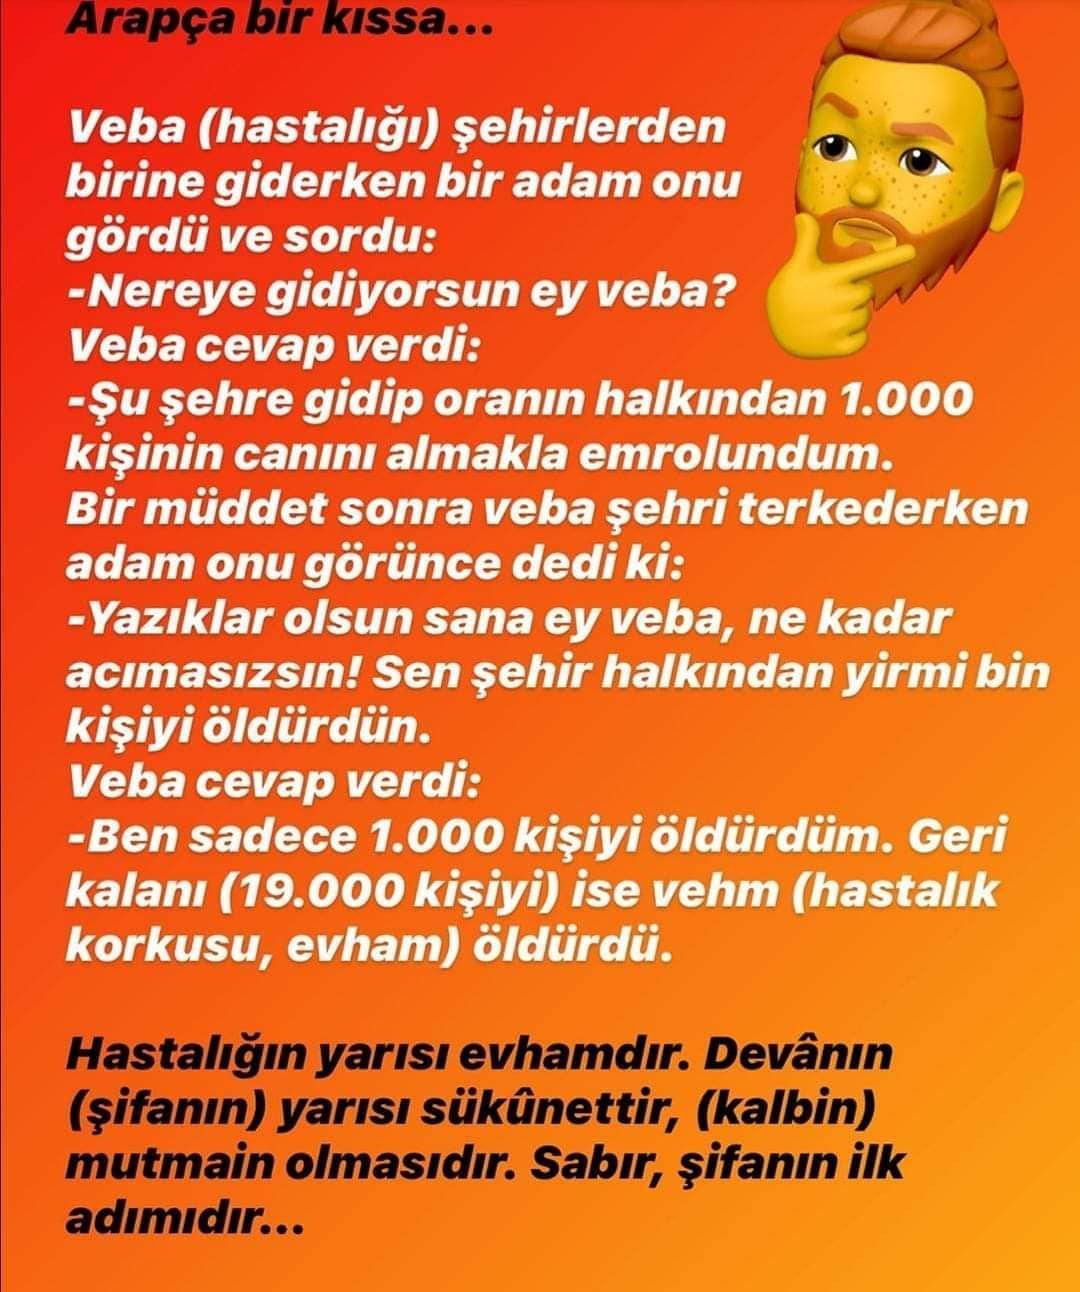 Arapça bir kıssa...
Veba (hastalığı) şehirlerden
birine giderken bir adam onu
gördü ve sordu:
-Nereye gidiyorsun ey veba?
Veba cevap verdi:
-Şu şehre gidip oranın halkından 1.000
kişinin canını almakla emrolundum.
Bir müddet sonra veba şehri terkederken
adam onu görünce dedi ki:
-Yazıklar olsun sana ey veba, ne kadar
acımasızsın! Sen şehir halkından yirmi bin
kişiyi öldürdün.
Veba cevap verdi:
-Ben sadece 1.000 kişiyi öldürdüm. Geri
kalanı (19.000 kişiyi) ise vehm (hastalık
korkusu, evham) öldürdü.
Hastalığın yarısı evhamdır. Devânın
(şifanın) yarısı sükûnettir, (kalbin)
mutmain olmasıdır. Sabır, şifanın ilk
adımıdır...